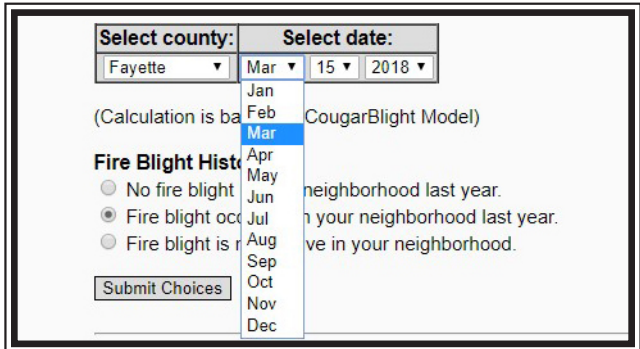 Select county: Select date:
Fayette Mar 15 2018
Jan
Feb
Mar
Apr
May
Jun
Jul
Aug
Sep
Oct
Nov
Dec
(Calculation is ba CougarBlight Model)
Fire Blight Hist
No fire blight neighborhood last year.
Fire blight oc your neighborhood last year.
Fire blight is ve in your neighborhood.
Submit Choices